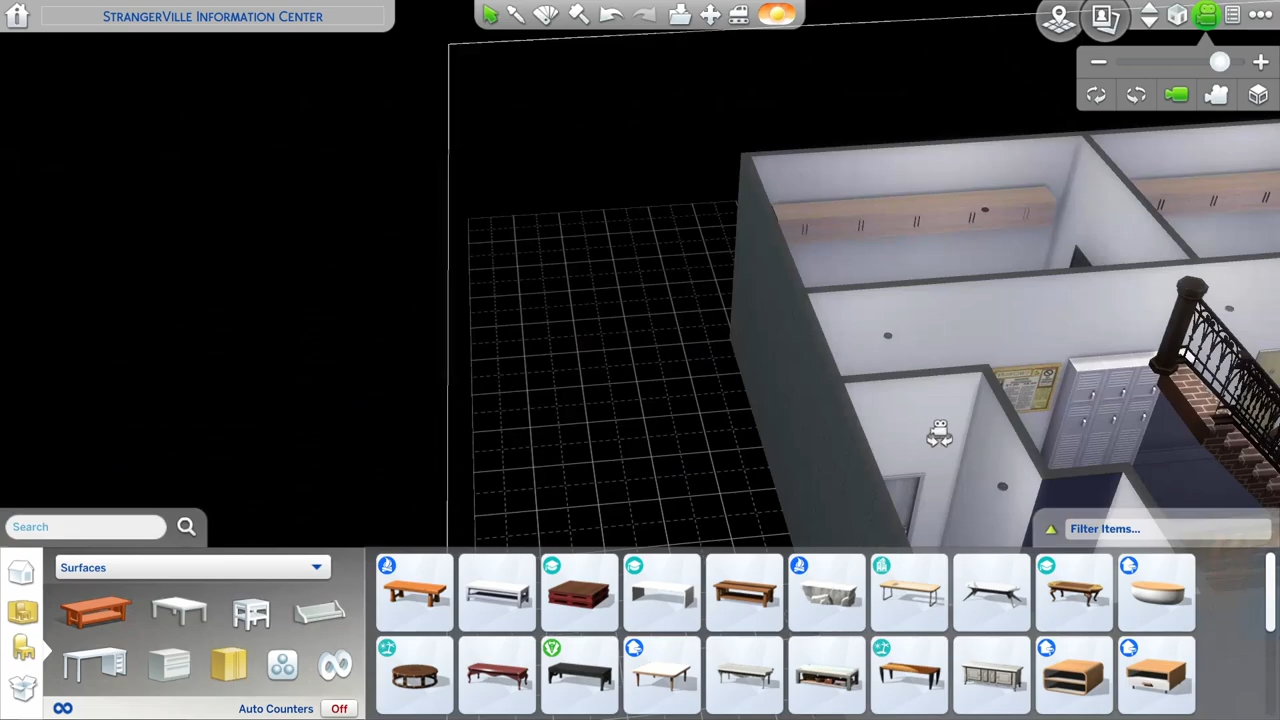 StrangerVille Information Center
Search
Filter Items...
Surfaces
Auto Counters
Off